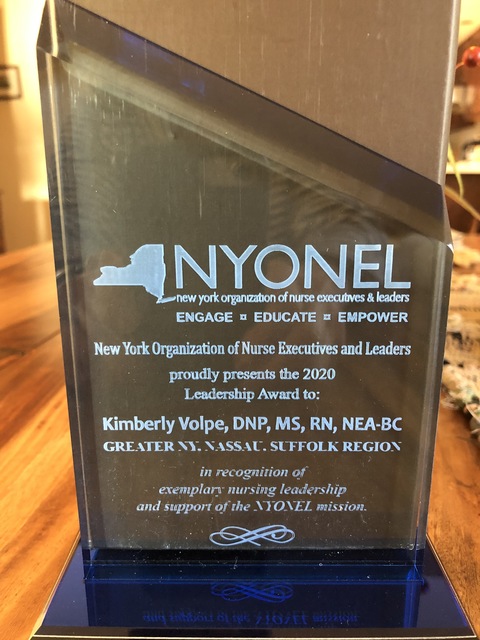 NYONEL
new york organization of nurse executives & leaders
ENGAGE ¤ EDUCATE ¤ EMPOWER
New York Organization of Nurse Executives and Leaders
proudly presents the 2020
Leadership Award to:
Kimberly Volpe, DNP, MS, RN, NEA-BC
GREATER NY, NASSAU, SUFFOLK REGION
in recognition of
exemplary nursing leadership
and support of the NYONEL mission.